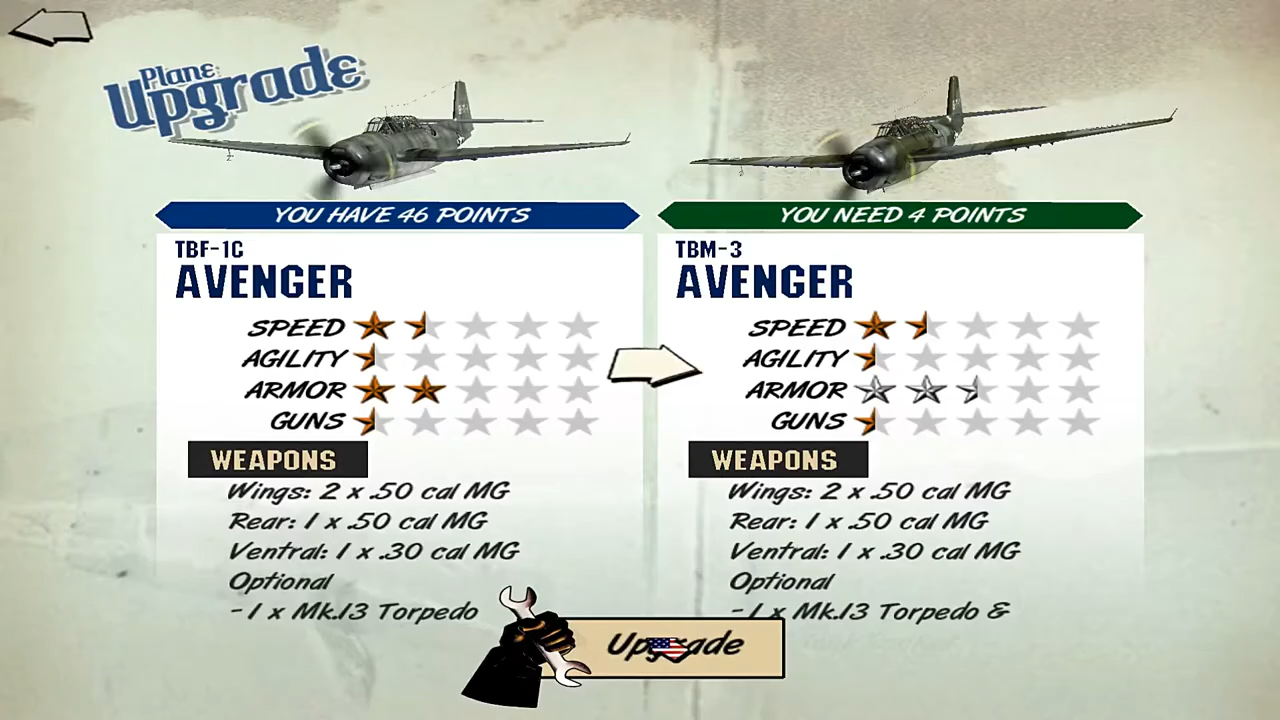 Plane
Upgrade
YOU HAVE 46 POINTS
TBF-1C
AVENGER
SPEED
AGILITY
ARMOR
GUNS
WEAPONS
Wings: 2 x .50 cal MG
Rear: 1 x .50 cal MG
Ventral: 1 x .30 cal MG
Optional
- 1 x Mk.13 Torpedo
YOU NEED 4 POINTS
TBM-3
AVENGER
SPEED
AGILITY
ARMOR
GUNS
WEAPONS
Wings: 2 x .50 cal MG
Rear: 1 x .50 cal MG
Ventral: 1 x .30 cal MG
Optional
- 1 x Mk.13 Torpedo &
Upgrade